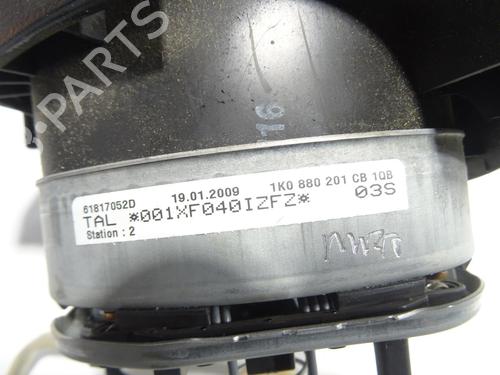 B-PARTS
16
61817052D 19.01.2009 1K0 880 201 CB 1QB
TAL *001XF040IZFZ* 03S
Station : 2